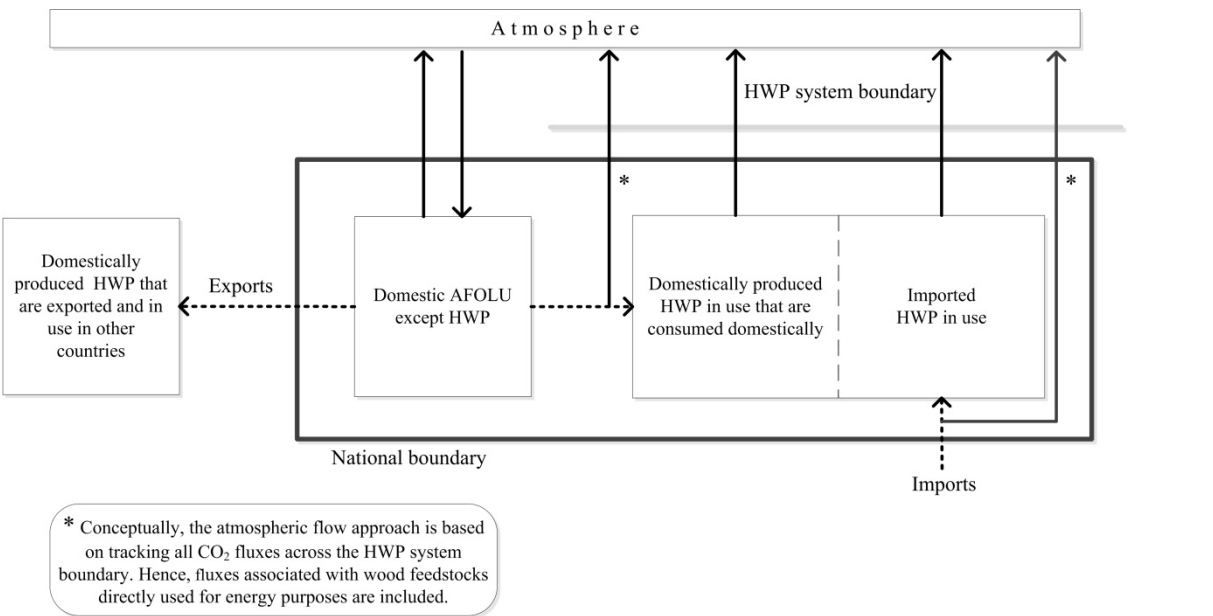 Atmosphere
HWP system boundary
*
*
Domestically
produced HWP that
are exported and in
use in other
countries
Exports
Domestic AFOLU
except HWP
Domestically produced
HWP in use that are
consumed domestically
Imported
HWP in use
National boundary
Imports
* Conceptually, the atmospheric flow approach is based
on tracking all CO₂ fluxes across the HWP system
boundary. Hence, fluxes associated with wood feedstocks
directly used for energy purposes are included.